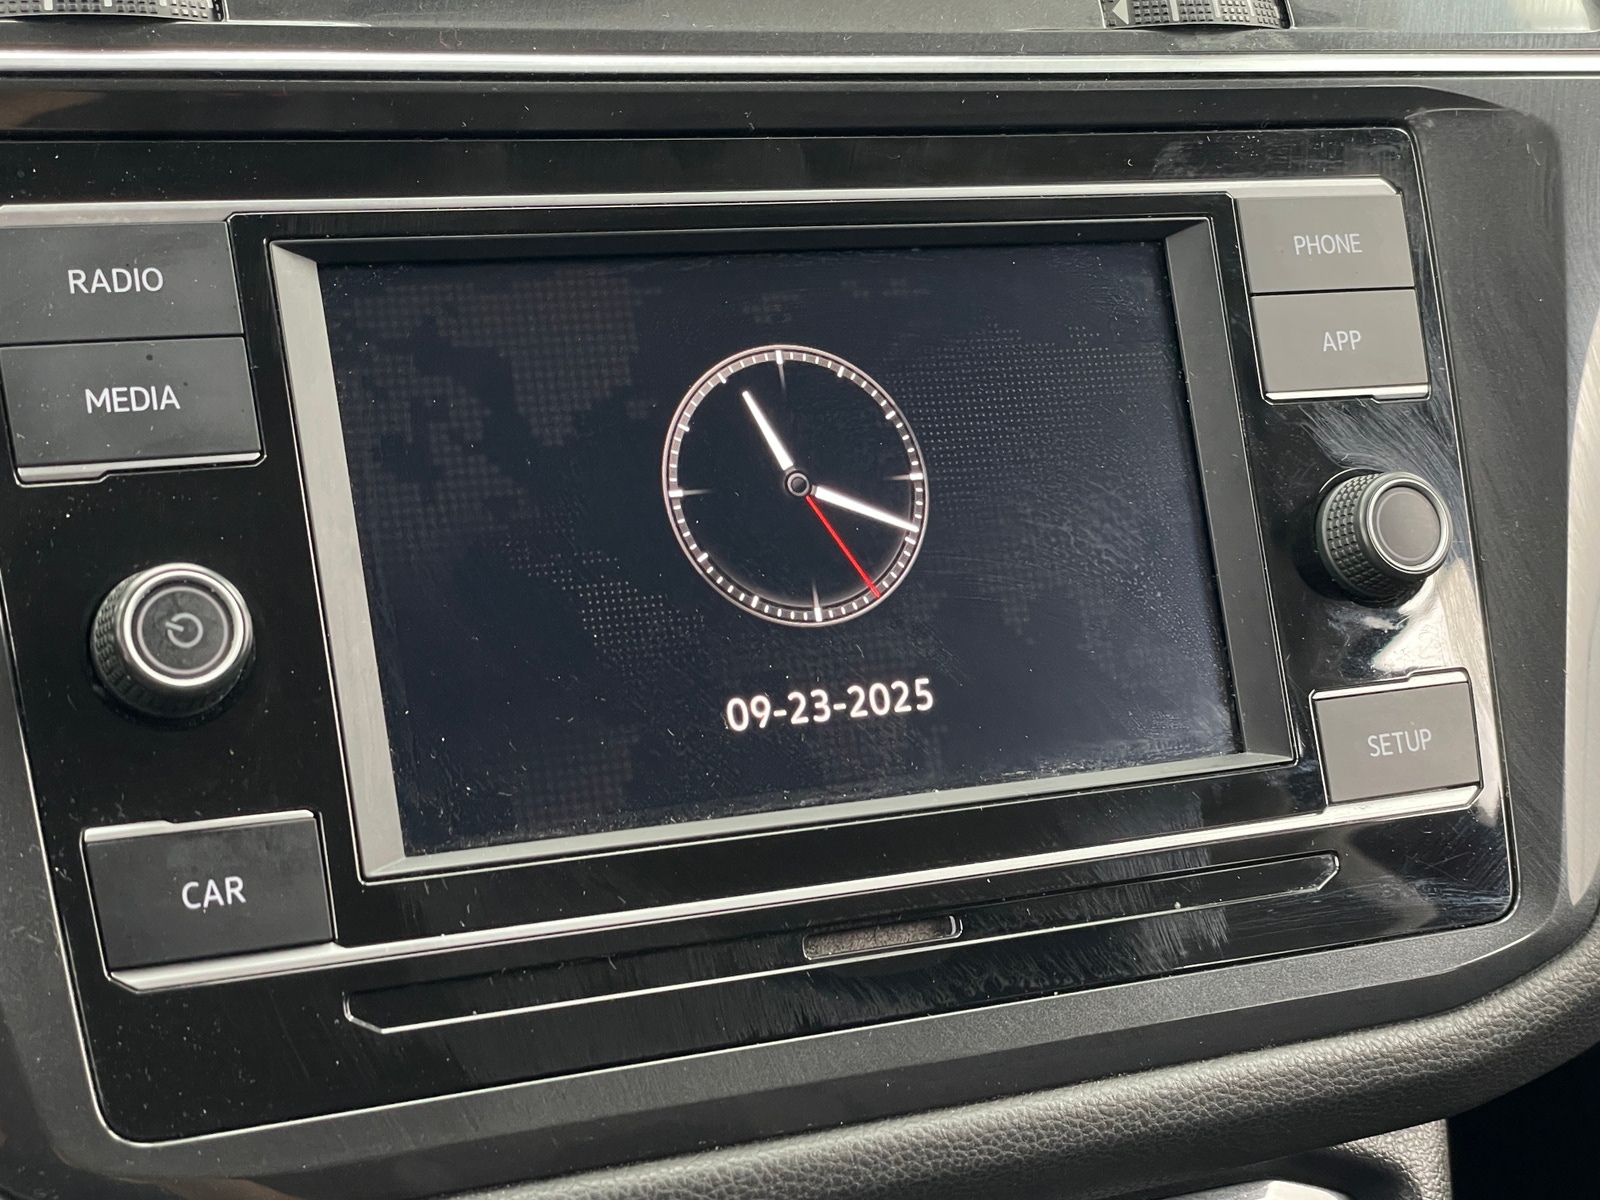 RADIO
MEDIA
CAR
09-23-2025
PHONE
APP
SETUP